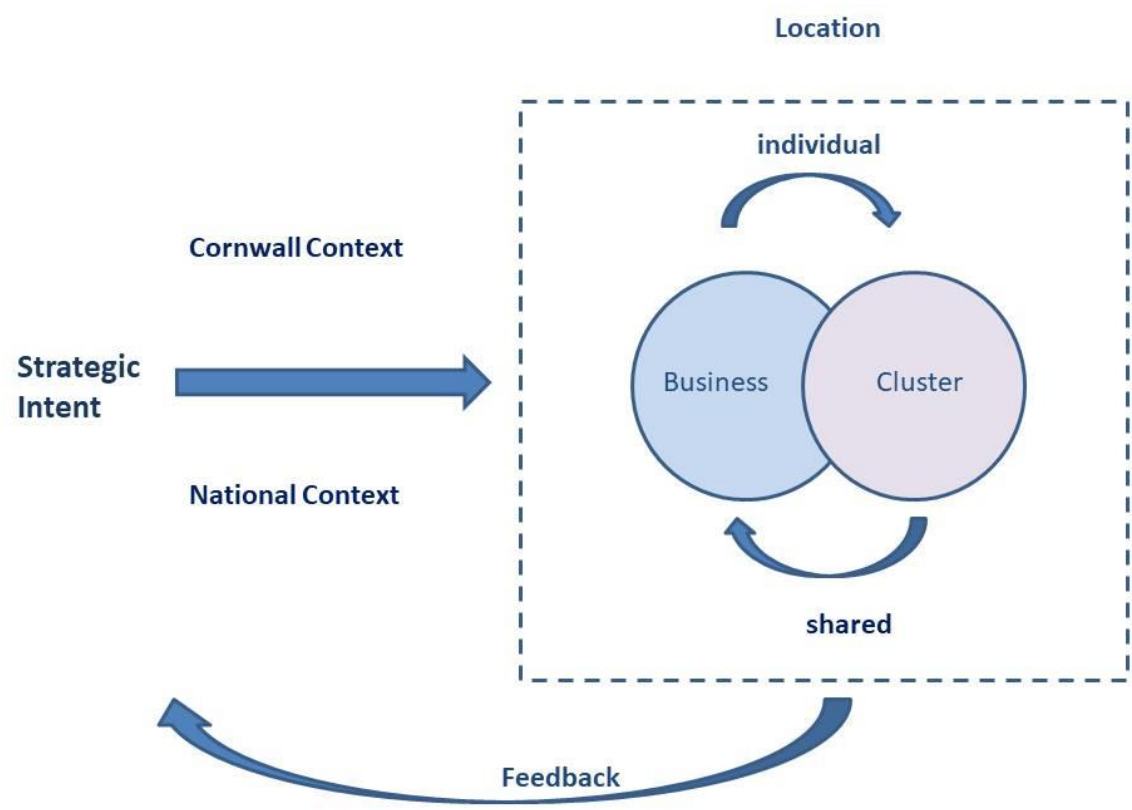 Location
individual
Cornwall Context
Strategic
Intent
Business
Cluster
National Context
shared
Feedback